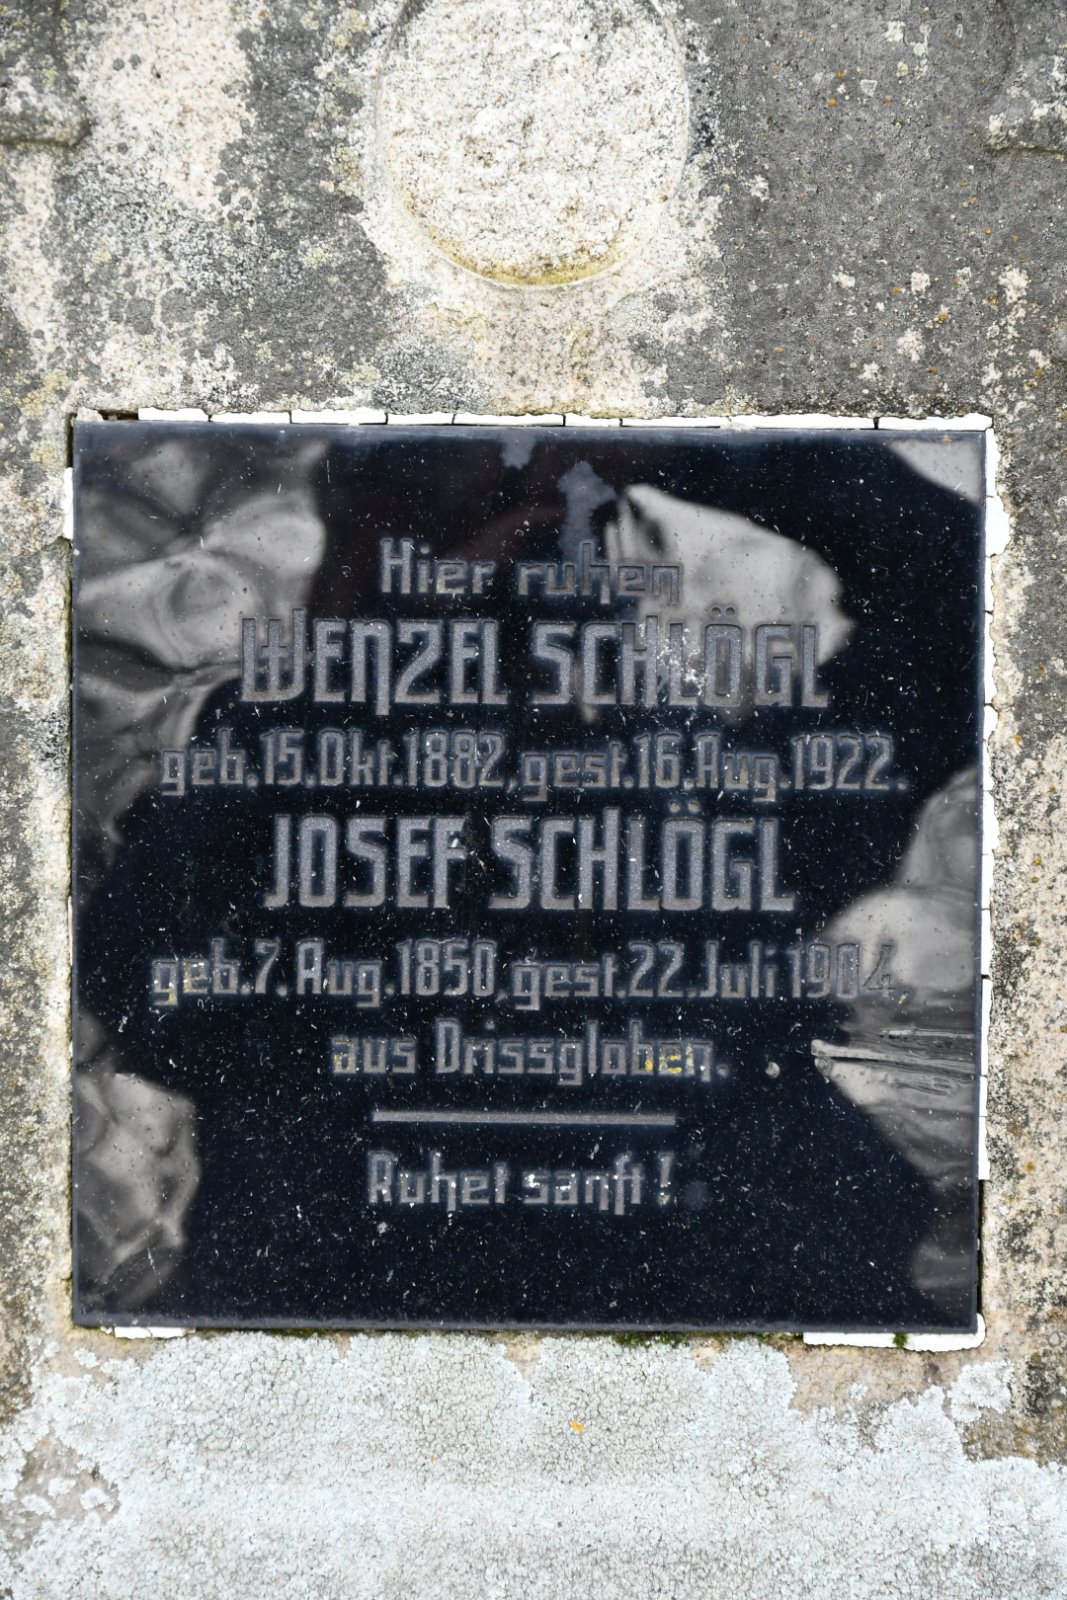 Hier ruhen
WENZEL SCHLÖGL
geb. 15. Okt. 1882, gest. 16. Aug. 1922.
JOSEF SCHLÖGL
geb. 7. Aug. 1850, gest. 22. Juli 1904,
aus Drissgloben.
Ruhet sanft!